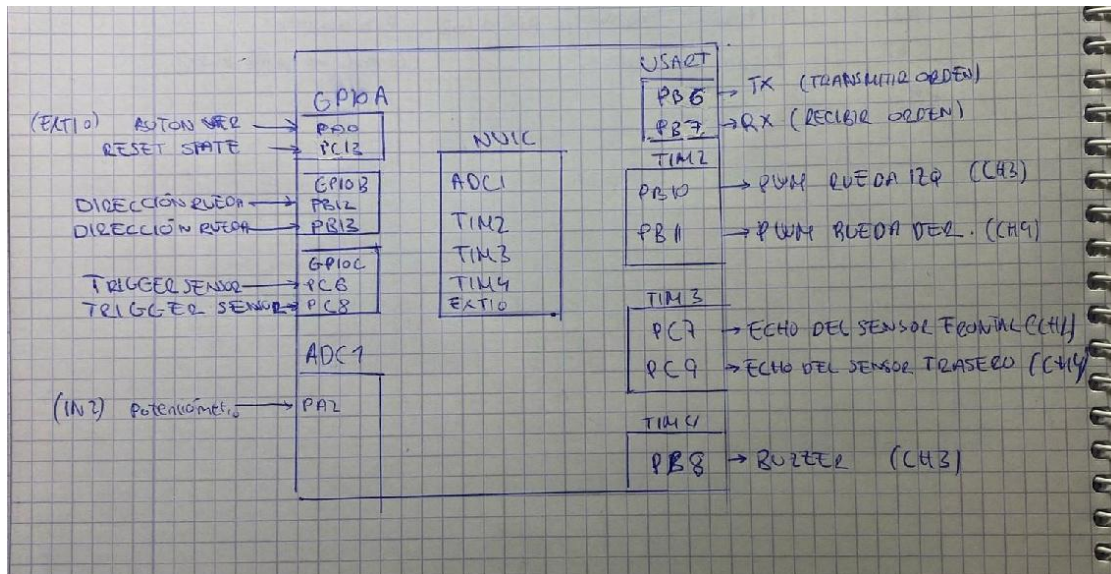 GPIOA
(EXTI0) BOTON USER → PA0
RESET STATE → PC13
GPIOB
DIRECCIÓN RUEDA → PB12
DIRECCIÓN RUEDA → PB13
GPIOC
TRIGGER SENSOR → PC6
TRIGGER SENSOR → PC8
ADC1
(IN2) Potenciómetro → PA2
NVIC
ADC1
TIM2
TIM3
TIM4
EXTI0
USART
PB6 → TX (TRANSMITIR ORDEN)
PB7 → RX (RECIBIR ORDEN)
TIM2
PB10 → PWM RUEDA IZQ (CH3)
PB11 → PWM RUEDA DER. (CH4)
TIM3
PC7 → ECHO DEL SENSOR FRONTAL
PC9 → ECHO DEL SENSOR TRASERO (CH4)
TIM4
PB8 → BUZZER (CH3)